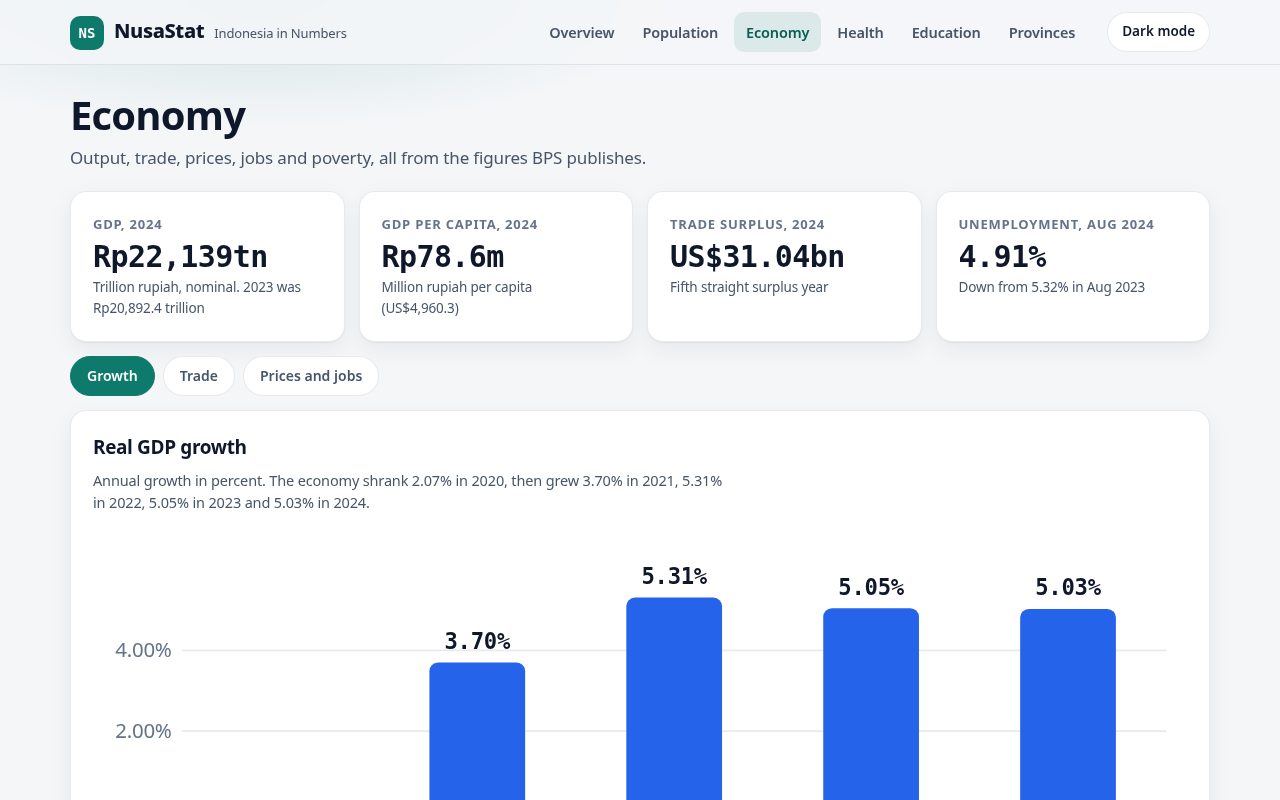 NS NusaStat Indonesia in Numbers Overview Population Economy Health Education Provinces Dark mode
Economy
Output, trade, prices, jobs and poverty, all from the figures BPS publishes.
GDP, 2024
Rp22,139tn
Trillion rupiah, nominal. 2023 was
Rp20,892.4 trillion
GDP PER CAPITA, 2024
Rp78.6m
Million rupiah per capita
(US$4,960.3)
TRADE SURPLUS, 2024
US$31.04bn
Fifth straight surplus year
UNEMPLOYMENT, AUG 2024
4.91%
Down from 5.32% in Aug 2023
Growth Trade Prices and jobs
Real GDP growth
Annual growth in percent. The economy shrank 2.07% in 2020, then grew 3.70% in 2021, 5.31%
in 2022, 5.05% in 2023 and 5.03% in 2024.
5.31%
5.05%
5.03%
3.70%
4.00%
2.00%